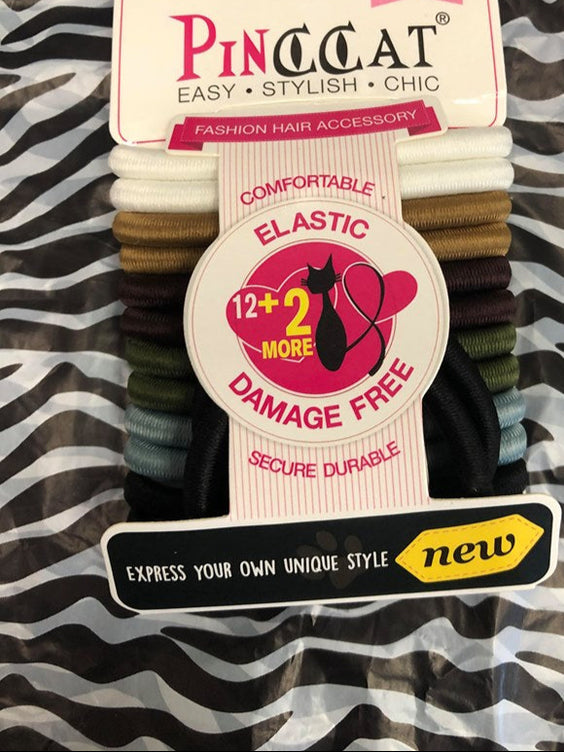 PINCCAT®
EASY • STYLISH • CHIC
FASHION HAIR ACCESSORY
COMFORTABLE
ELASTIC
12+2
MORE
DAMAGE FREE
SECURE DURABLE
EXPRESS YOUR OWN UNIQUE STYLE
new